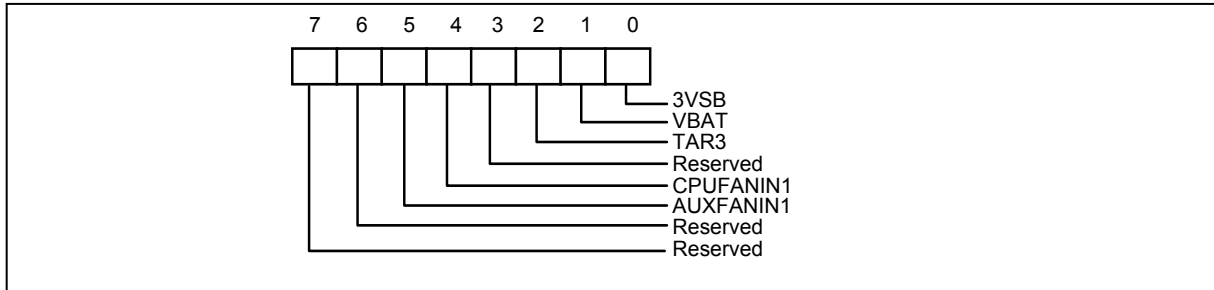 7 6 5 4 3 2 1 0
3VSB
VBAT
TAR3
Reserved
CPUFANIN1
AUXFANIN1
Reserved
Reserved